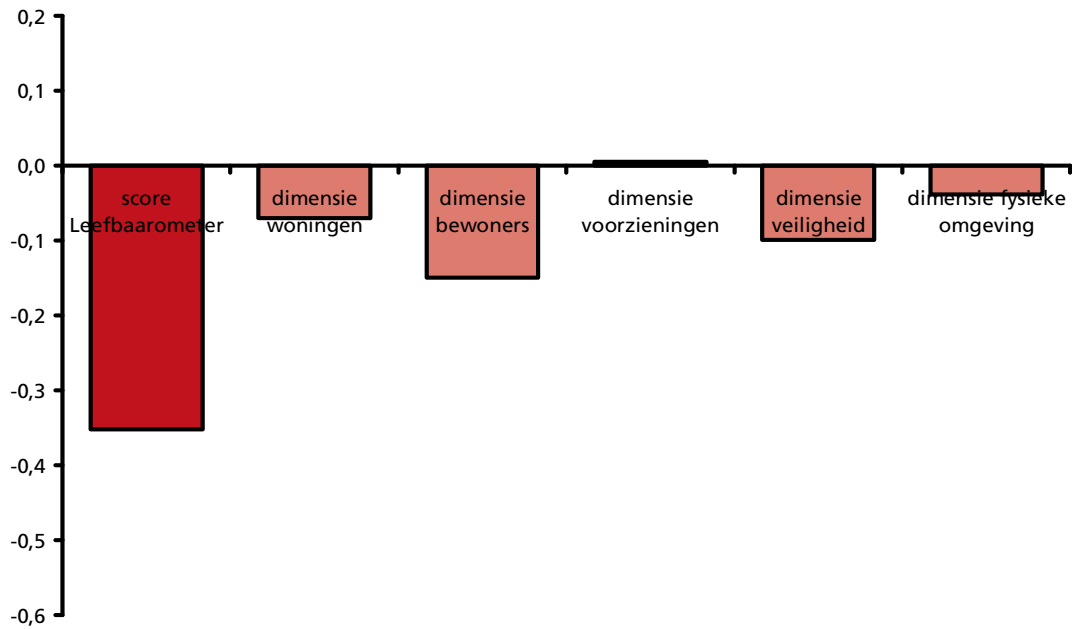 0,2
0,1
0,0
-0,1
-0,2
-0,3
-0,4
-0,5
-0,6
score
Leefbaarometer
dimensie
woningen
dimensie
bewoners
dimensie
voorzieningen
dimensie
veiligheid
dimensie fysieke
omgeving